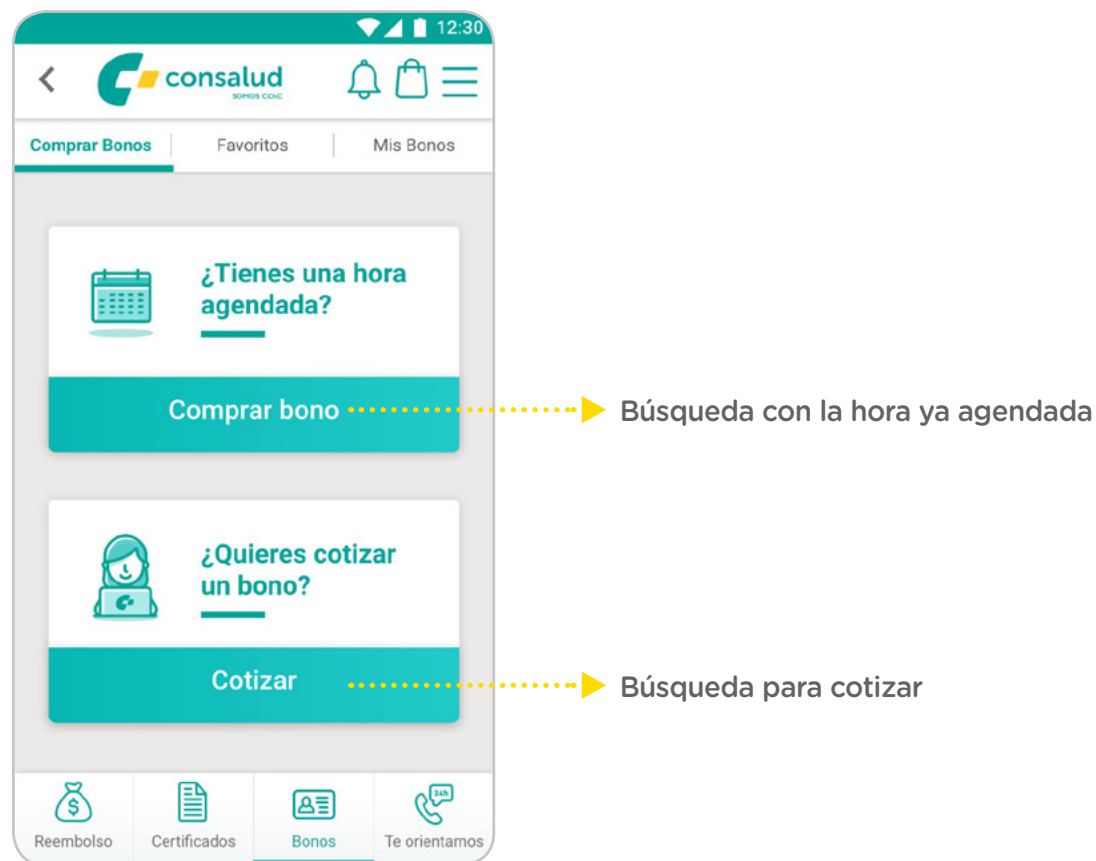 12:30
consalud
SOMOS CChC
Comprar Bonos
Favoritos
Mis Bonos
¿Tienes una hora
agendada?
Comprar bono
Búsqueda con la hora ya agendada
¿Quieres cotizar
un bono?
Cotizar
Búsqueda para cotizar
$
24h
Reembolso
Certificados
Bonos
Te orientamos